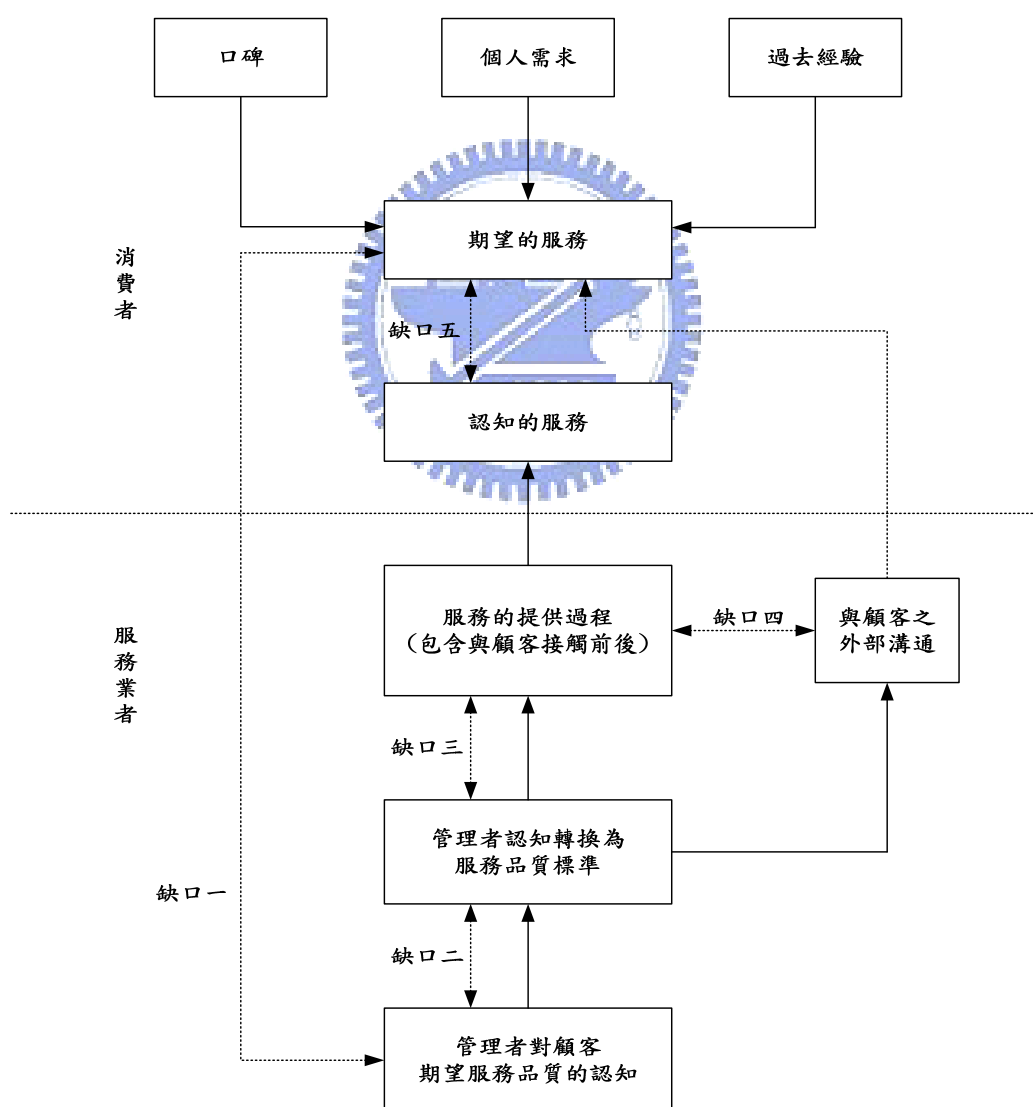 口碑
個人需求
過去經驗
期望的服務
消費者
缺口五
認知的服務
服務的提供過程
（包含與顧客接觸前後）
缺口四
與顧客之
外部溝通
服務業者
缺口三
管理者認知轉換為
服務品質標準
缺口一
缺口二
管理者對顧客
期望服務品質的認知